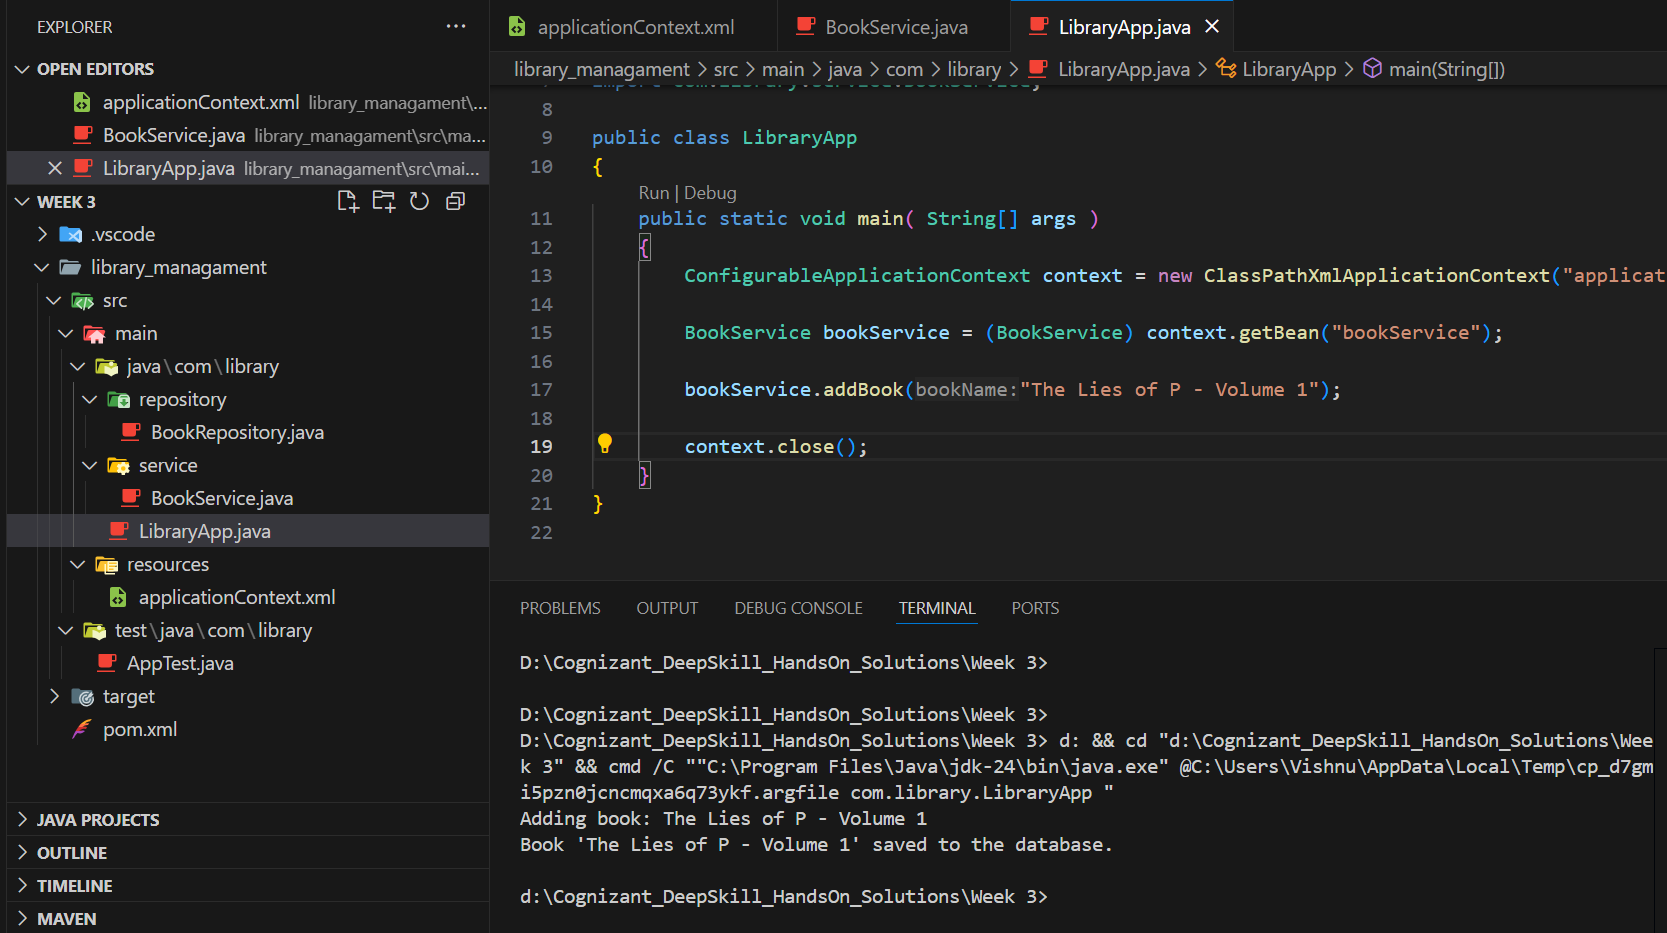 EXPLORER
OPEN EDITORS
applicationContext.xml library_managament\...
BookService.java library_managament\src\ma...
LibraryApp.java library_managament\src\mai...
WEEK 3
.vscode
library_managament
src
main
java\com\library
repository
BookRepository.java
service
BookService.java
LibraryApp.java
resources
applicationContext.xml
test\java\com\library
AppTest.java
target
pom.xml
JAVA PROJECTS
OUTLINE
TIMELINE
MAVEN
applicationContext.xml BookService.java LibraryApp.java
library_managament > src > main > java > com > library > LibraryApp.java > LibraryApp > main(String[])
8
9 public class LibraryApp
10 {
Run | Debug
11 public static void main( String[] args )
12 {
13 ConfigurableApplicationContext context = new ClassPathXmlApplicationContext("applicat
14
15 BookService bookService = (BookService) context.getBean("bookService");
16
17 bookService.addBook(bookName:"The Lies of P - Volume 1");
18
19 context.close();
20 }
21 }
22
PROBLEMS OUTPUT DEBUG CONSOLE TERMINAL PORTS
D:\Cognizant_DeepSkill_HandsOn_Solutions\Week 3>
D:\Cognizant_DeepSkill_HandsOn_Solutions\Week 3>
D:\Cognizant_DeepSkill_HandsOn_Solutions\Week 3> d: && cd "d:\Cognizant_DeepSkill_HandsOn_Solutions\Wee
k 3" && cmd /C ""C:\Program Files\Java\jdk-24\bin\java.exe" @C:\Users\Vishnu\AppData\Local\Temp\cp_d7gm
i5pzn0jcncmqxa6q73ykf.argfile com.library.LibraryApp "
Adding book: The Lies of P - Volume 1
Book 'The Lies of P - Volume 1' saved to the database.
d:\Cognizant_DeepSkill_HandsOn_Solutions\Week 3>